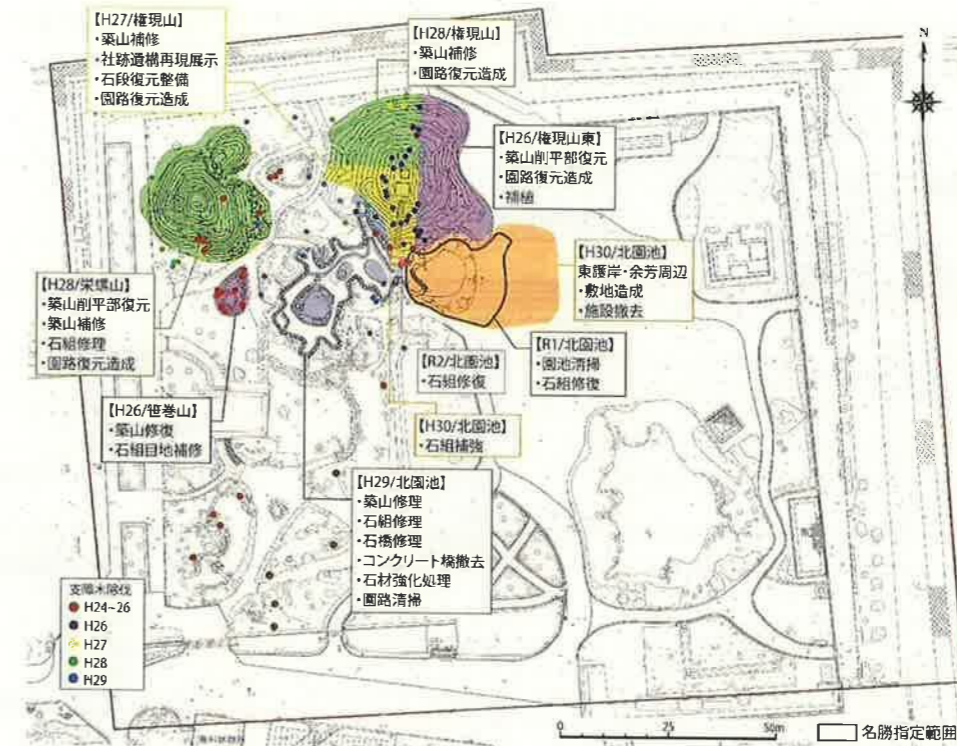 【H27/権現山】
・築山補修
・社跡遺構再現展示
・石段復元整備
・園路復元造成
【H28/権現山】
・築山補修
・園路復元造成
N
【H26/権現山東】
・築山削平部復元
・園路復元造成
・補植
【H30/北園池】
東護岸・余芳周辺
・敷地造成
・施設撤去
【H28/栄螺山】
・築山削平部復元
・築山補修
・石組修理
・園路復元造成
【R2/北園池】
・石組修復
【R1/北園池】
・園池清掃
・石組修復
【H26/笹巻山】
・築山修復
・石組目地補修
【H30/北園池】
・石組補強
【H29/北園池】
・築山修理
・石組修理
・石橋修理
・コンクリート橋撤去
・石材強化処理
・園路清掃
支障木除伐
H24~26
H26
H27
H28
H29
0 25 50m
名勝指定範囲